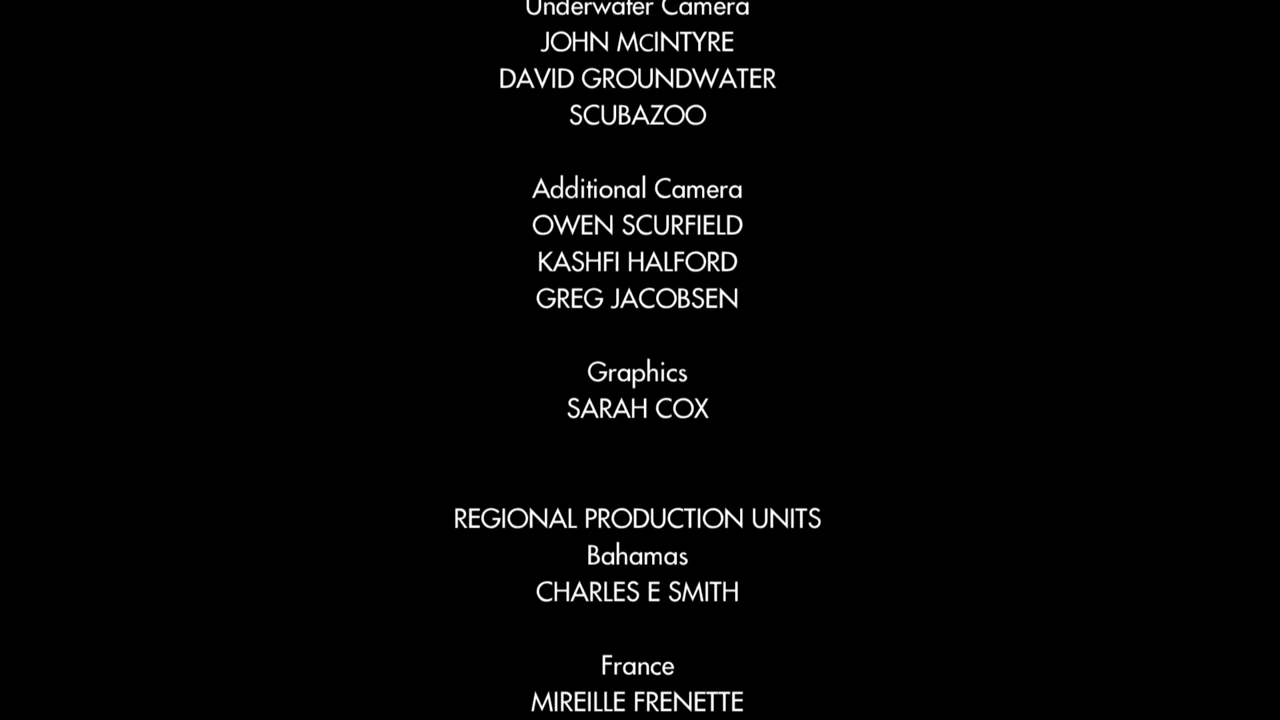 Underwater Camera
JOHN McINTYRE
DAVID GROUNDWATER
SCUBAZOO
Additional Camera
OWEN SCURFIELD
KASHFI HALFORD
GREG JACOBSEN
Graphics
SARAH COX
REGIONAL PRODUCTION UNITS
Bahamas
CHARLES E SMITH
France
MIREILLE FRENETTE